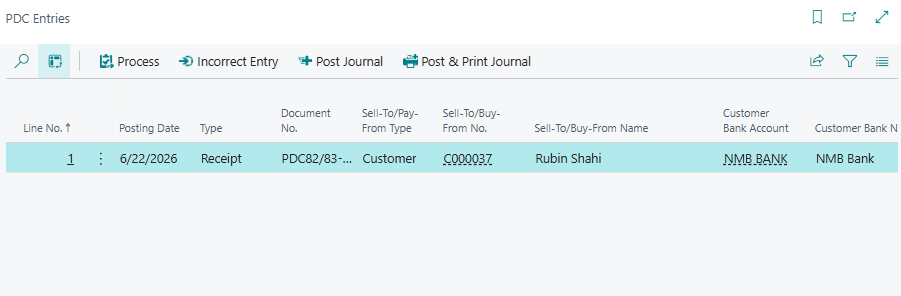 PDC Entries
Process Incorrect Entry Post Journal Post & Print Journal
Line No. ↑ Posting Date Type Document No. Sell-To/Pay-From Type Sell-To/Buy-From No. Sell-To/Buy-From Name Customer Bank Account Customer Bank N
1 6/22/2026 Receipt PDC82/83-... Customer C000037 Rubin Shahi NMB BANK NMB Bank